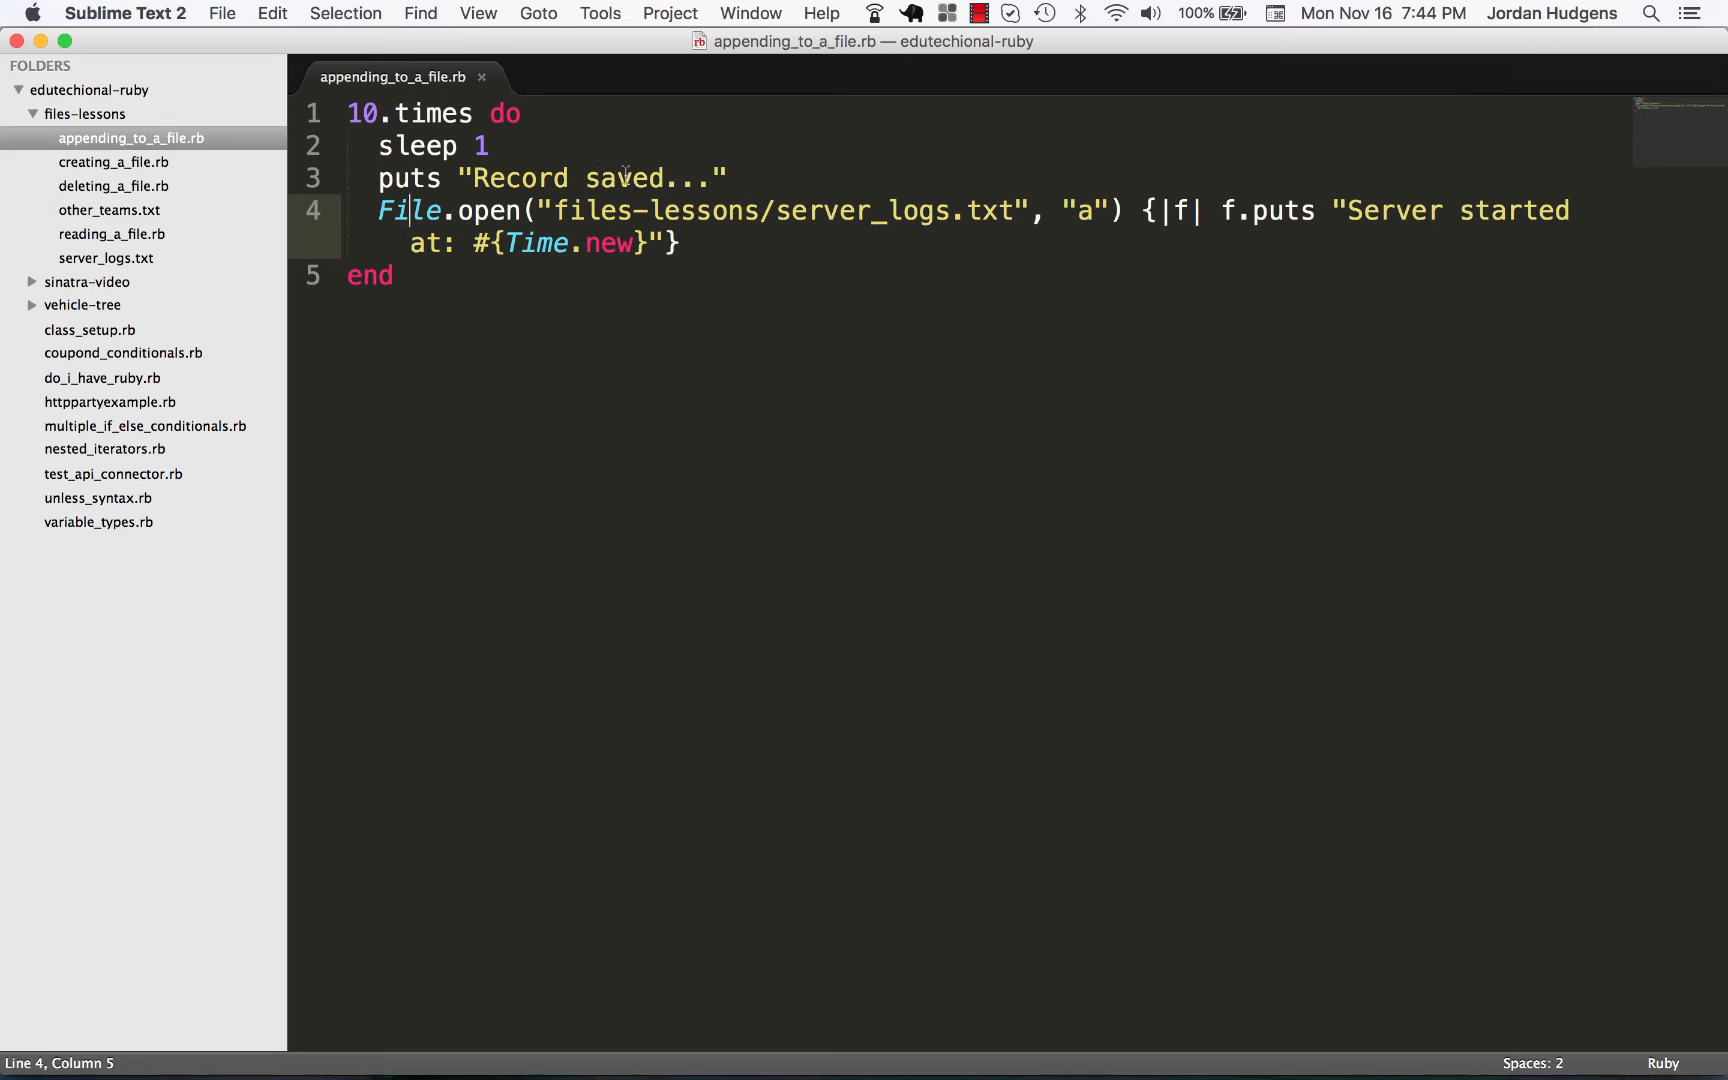 Sublime Text 2 File Edit Selection Find View Goto Tools Project Window Help 100% Mon Nov 16 7:44 PM Jordan Hudgens
appending_to_a_file.rb — edutechional-ruby
FOLDERS
edutechional-ruby
files-lessons
appending_to_a_file.rb
creating_a_file.rb
deleting_a_file.rb
other_teams.txt
reading_a_file.rb
server_logs.txt
sinatra-video
vehicle-tree
class_setup.rb
coupond_conditionals.rb
do_i_have_ruby.rb
httppartyexample.rb
multiple_if_else_conditionals.rb
nested_iterators.rb
test_api_connector.rb
unless_syntax.rb
variable_types.rb
appending_to_a_file.rb ×
1 10.times do
2 sleep 1
3 puts "Record saved..."
4 File.open("files-lessons/server_logs.txt", "a") {|f| f.puts "Server started
at: #{Time.new}"}
5 end
Line 4, Column 5 Spaces: 2 Ruby